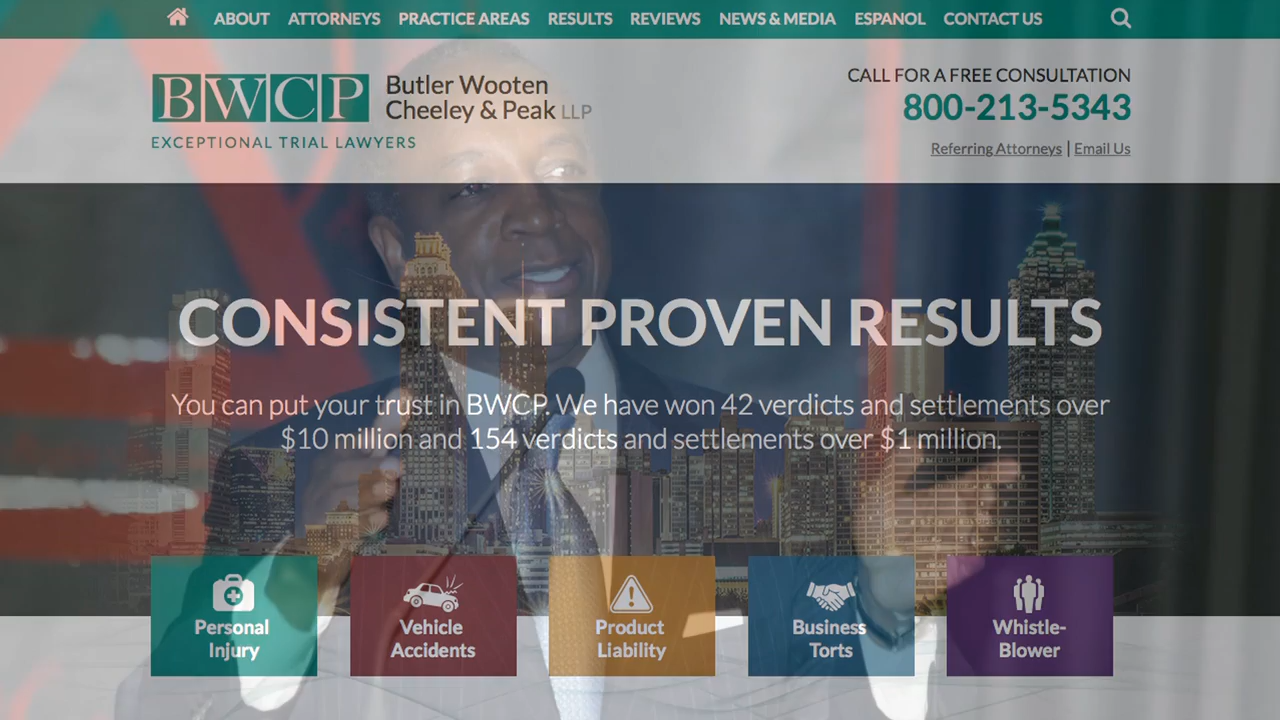 ABOUT ATTORNEYS PRACTICE AREAS RESULTS REVIEWS NEWS & MEDIA ESPANOL CONTACT US
BWCP Butler Wooten
Cheeley & Peak LLP
EXCEPTIONAL TRIAL LAWYERS
CALL FOR A FREE CONSULTATION
800-213-5343
Referring Attorneys | Email Us
CONSISTENT PROVEN RESULTS
You can put your trust in BWCP. We have won 42 verdicts and settlements over
$10 million and 154 verdicts and settlements over $1 million.
Personal
Injury
Vehicle
Accidents
Product
Liability
Business
Torts
Whistle-
Blower